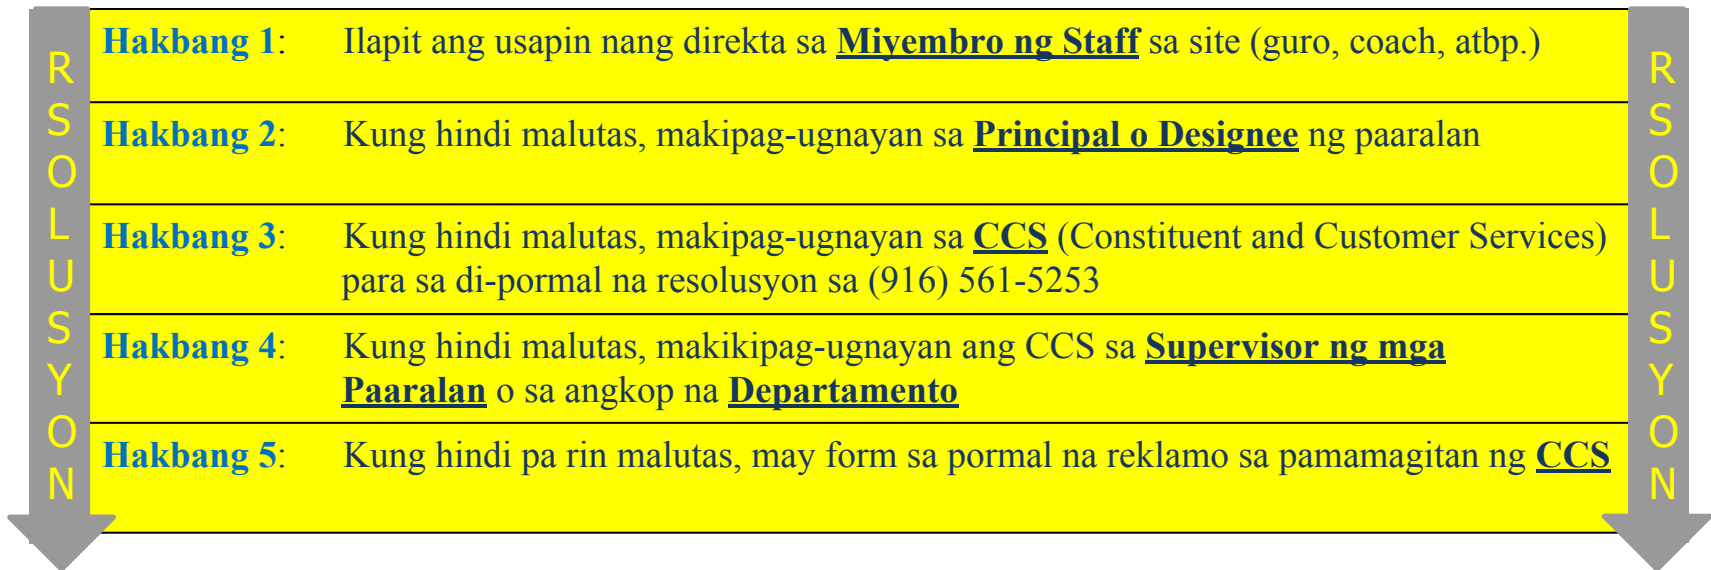 R
S
O
L
U
S
Y
O
N
Hakbang 1: Ilapit ang usapin nang direkta sa Miyembro ng Staff sa site (guro, coach, atbp.)
Hakbang 2: Kung hindi malutas, makipag-ugnayan sa Principal o Designee ng paaralan
Hakbang 3: Kung hindi malutas, makipag-ugnayan sa CCS (Constituent and Customer Services)
para sa di-pormal na resolusyon sa (916) 561-5253
Hakbang 4: Kung hindi malutas, makikipag-ugnayan ang CCS sa Supervisor ng mga
Paaralan o sa angkop na Departamento
Hakbang 5: Kung hindi pa rin malutas, may form sa pormal na reklamo sa pamamagitan ng CCS
R
S
O
L
U
S
Y
O
N